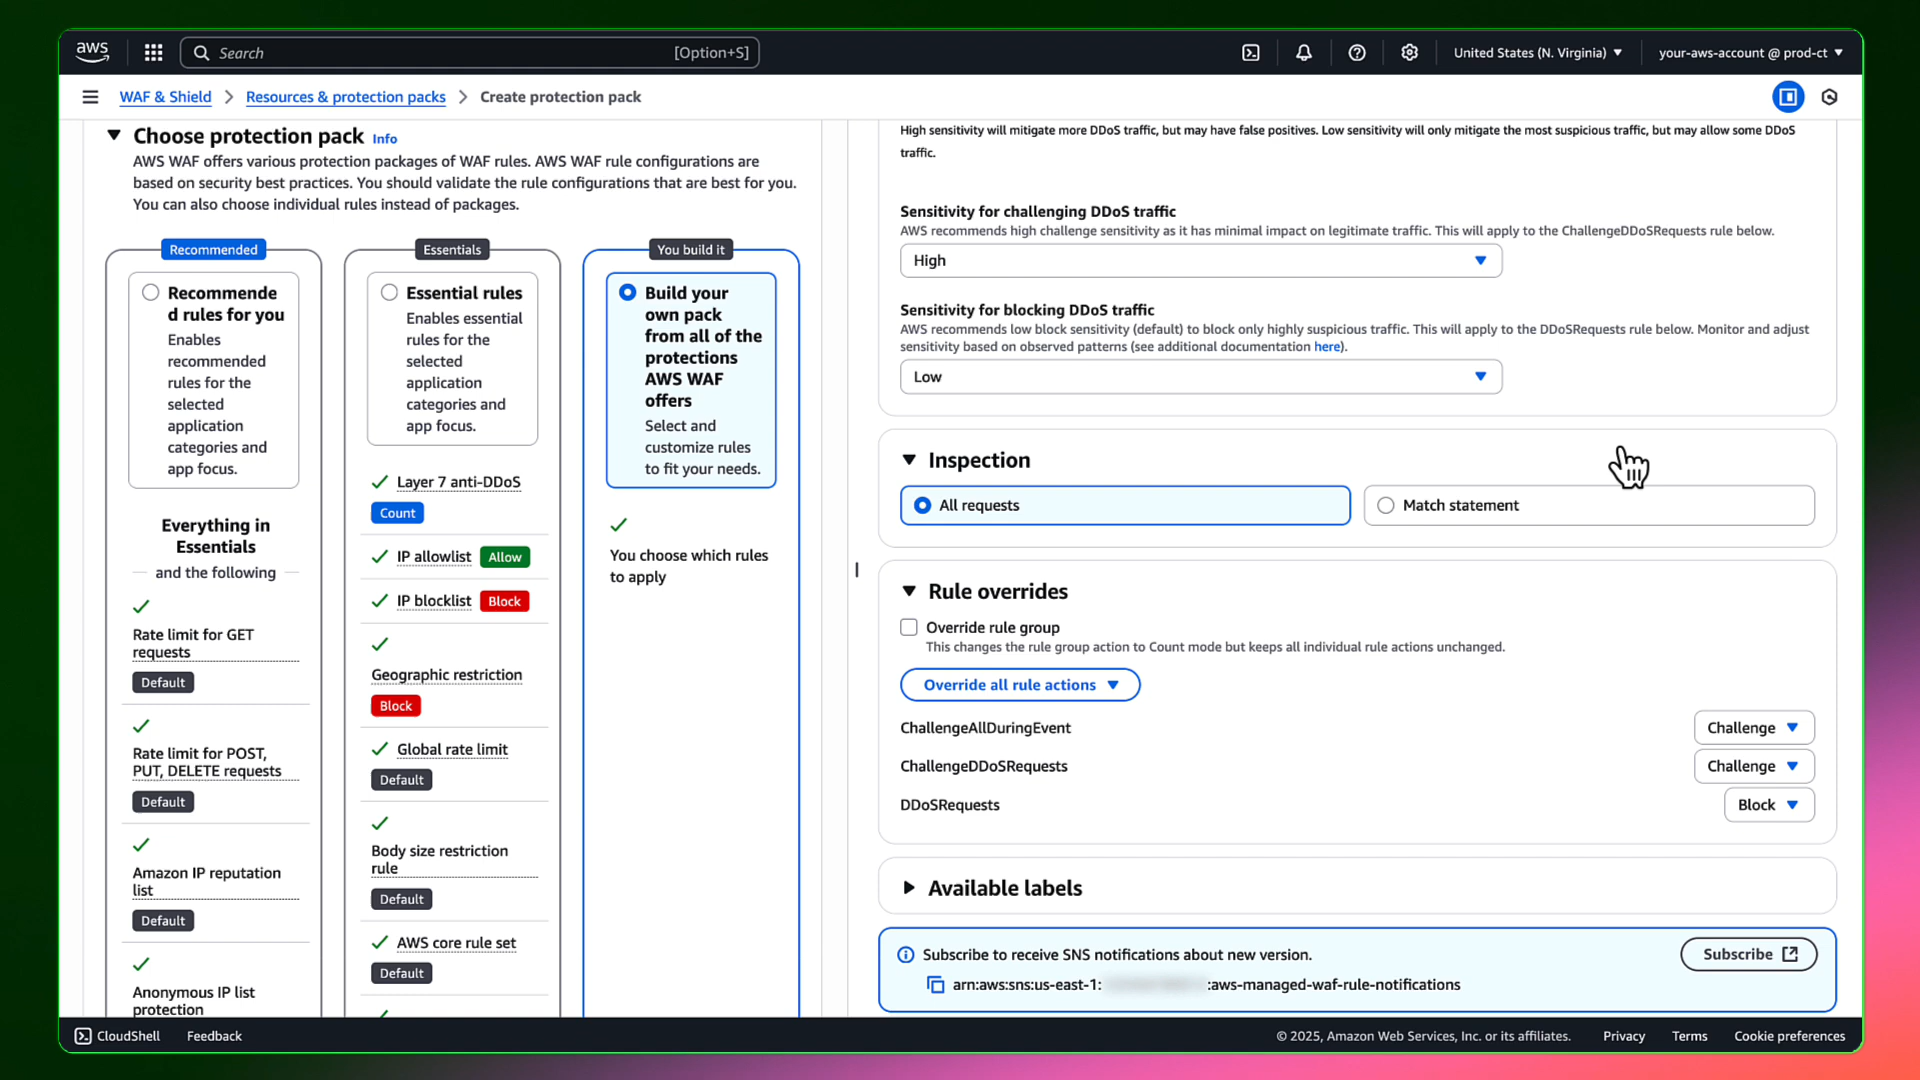 aws
Search
[Option+S]
United States (N. Virginia)
your-aws-account @ prod-ct
WAF & Shield
Resources & protection packs
Create protection pack
Choose protection pack Info
AWS WAF offers various protection packages of WAF rules. AWS WAF rule configurations are
based on security best practices. You should validate the rule configurations that are best for you.
You can also choose individual rules instead of packages.
Recommended
Recommende
d rules for you
Enables
recommended
rules for the
selected
application
categories and
app focus.
Everything in
Essentials
and the following
Rate limit for GET
requests
Default
Rate limit for POST,
PUT, DELETE requests
Default
Amazon IP reputation
list
Default
Anonymous IP list
protection
Essentials
Essential rules
Enables essential
rules for the
selected
application
categories and
app focus.
Layer 7 anti-DDoS
Count
IP allowlist Allow
IP blocklist Block
Geographic restriction
Block
Global rate limit
Default
Body size restriction
rule
Default
AWS core rule set
Default
You build it
Build your
own pack
from all of the
protections
AWS WAF
offers
Select and
customize rules
to fit your needs.
You choose which rules
to apply
High sensitivity will mitigate more DDoS traffic, but may have false positives. Low sensitivity will only mitigate the most suspicious traffic, but may allow some DDoS
traffic.
Sensitivity for challenging DDoS traffic
AWS recommends high challenge sensitivity as it has minimal impact on legitimate traffic. This will apply to the ChallengeDDoSRequests rule below.
High
Sensitivity for blocking DDoS traffic
AWS recommends low block sensitivity (default) to block only highly suspicious traffic. This will apply to the DDoSRequests rule below. Monitor and adjust
sensitivity based on observed patterns (see additional documentation here).
Low
Inspection
All requests
Match statement
Rule overrides
Override rule group
This changes the rule group action to Count mode but keeps all individual rule actions unchanged.
Override all rule actions
ChallengeAllDuringEvent
Challenge
ChallengeDDoSRequests
Challenge
DDoSRequests
Block
Available labels
Subscribe to receive SNS notifications about new version.
Subscribe
arn:aws:sns:us-east-1: :aws-managed-waf-rule-notifications
CloudShell
Feedback
© 2025, Amazon Web Services, Inc. or its affiliates.
Privacy
Terms
Cookie preferences